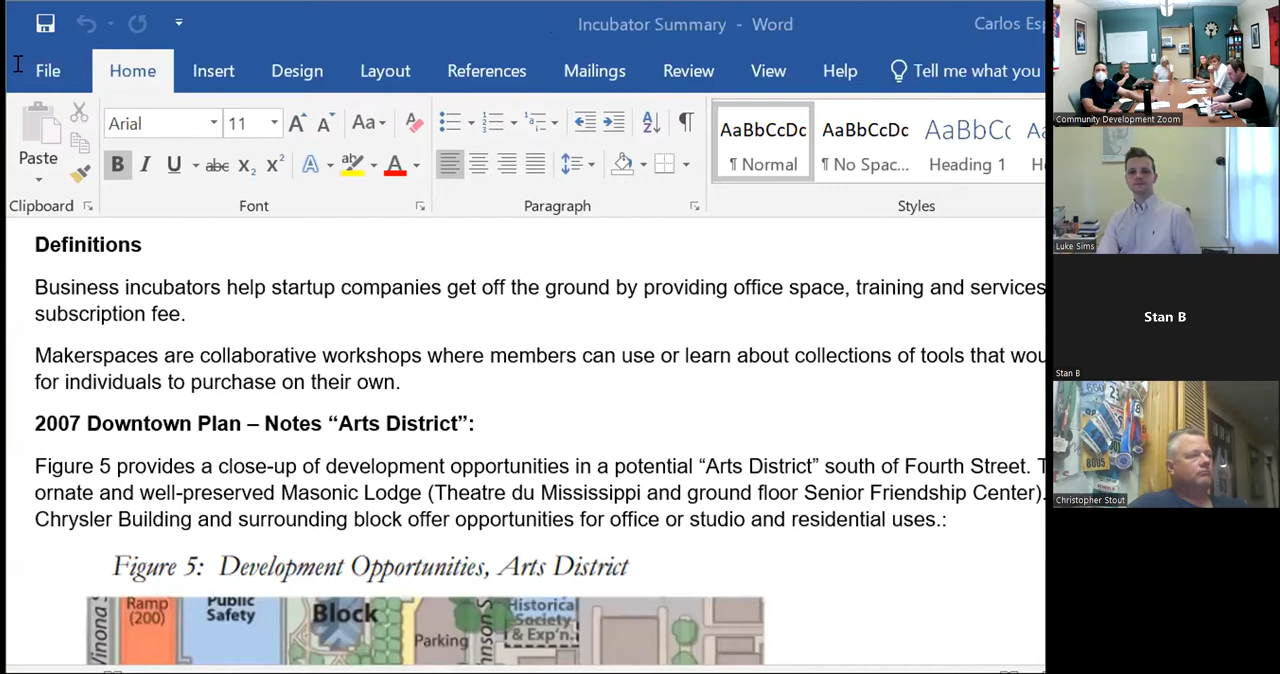 Incubator Summary - Word
Carlos Esp
File Home Insert Design Layout References Mailings Review View Help Tell me what you
Paste
Arial 11
AaBbCcDc AaBbCcDc AaBbCc
¶ Normal ¶ No Spac... Heading 1
Clipboard Font Paragraph Styles
Definitions
Business incubators help startup companies get off the ground by providing office space, training and services
subscription fee.
Makerspaces are collaborative workshops where members can use or learn about collections of tools that wou
for individuals to purchase on their own.
2007 Downtown Plan – Notes “Arts District”:
Figure 5 provides a close-up of development opportunities in a potential “Arts District” south of Fourth Street. T
ornate and well-preserved Masonic Lodge (Theatre du Mississippi and ground floor Senior Friendship Center).
Chrysler Building and surrounding block offer opportunities for office or studio and residential uses.:
Figure 5: Development Opportunities, Arts District
Ramp
(200)
Public
Safety
Block
Parking
Historical
Society
& Exp'n.
Community Development Zoom
Luke Sims
Stan B
Stan B
8005
Christopher Stout